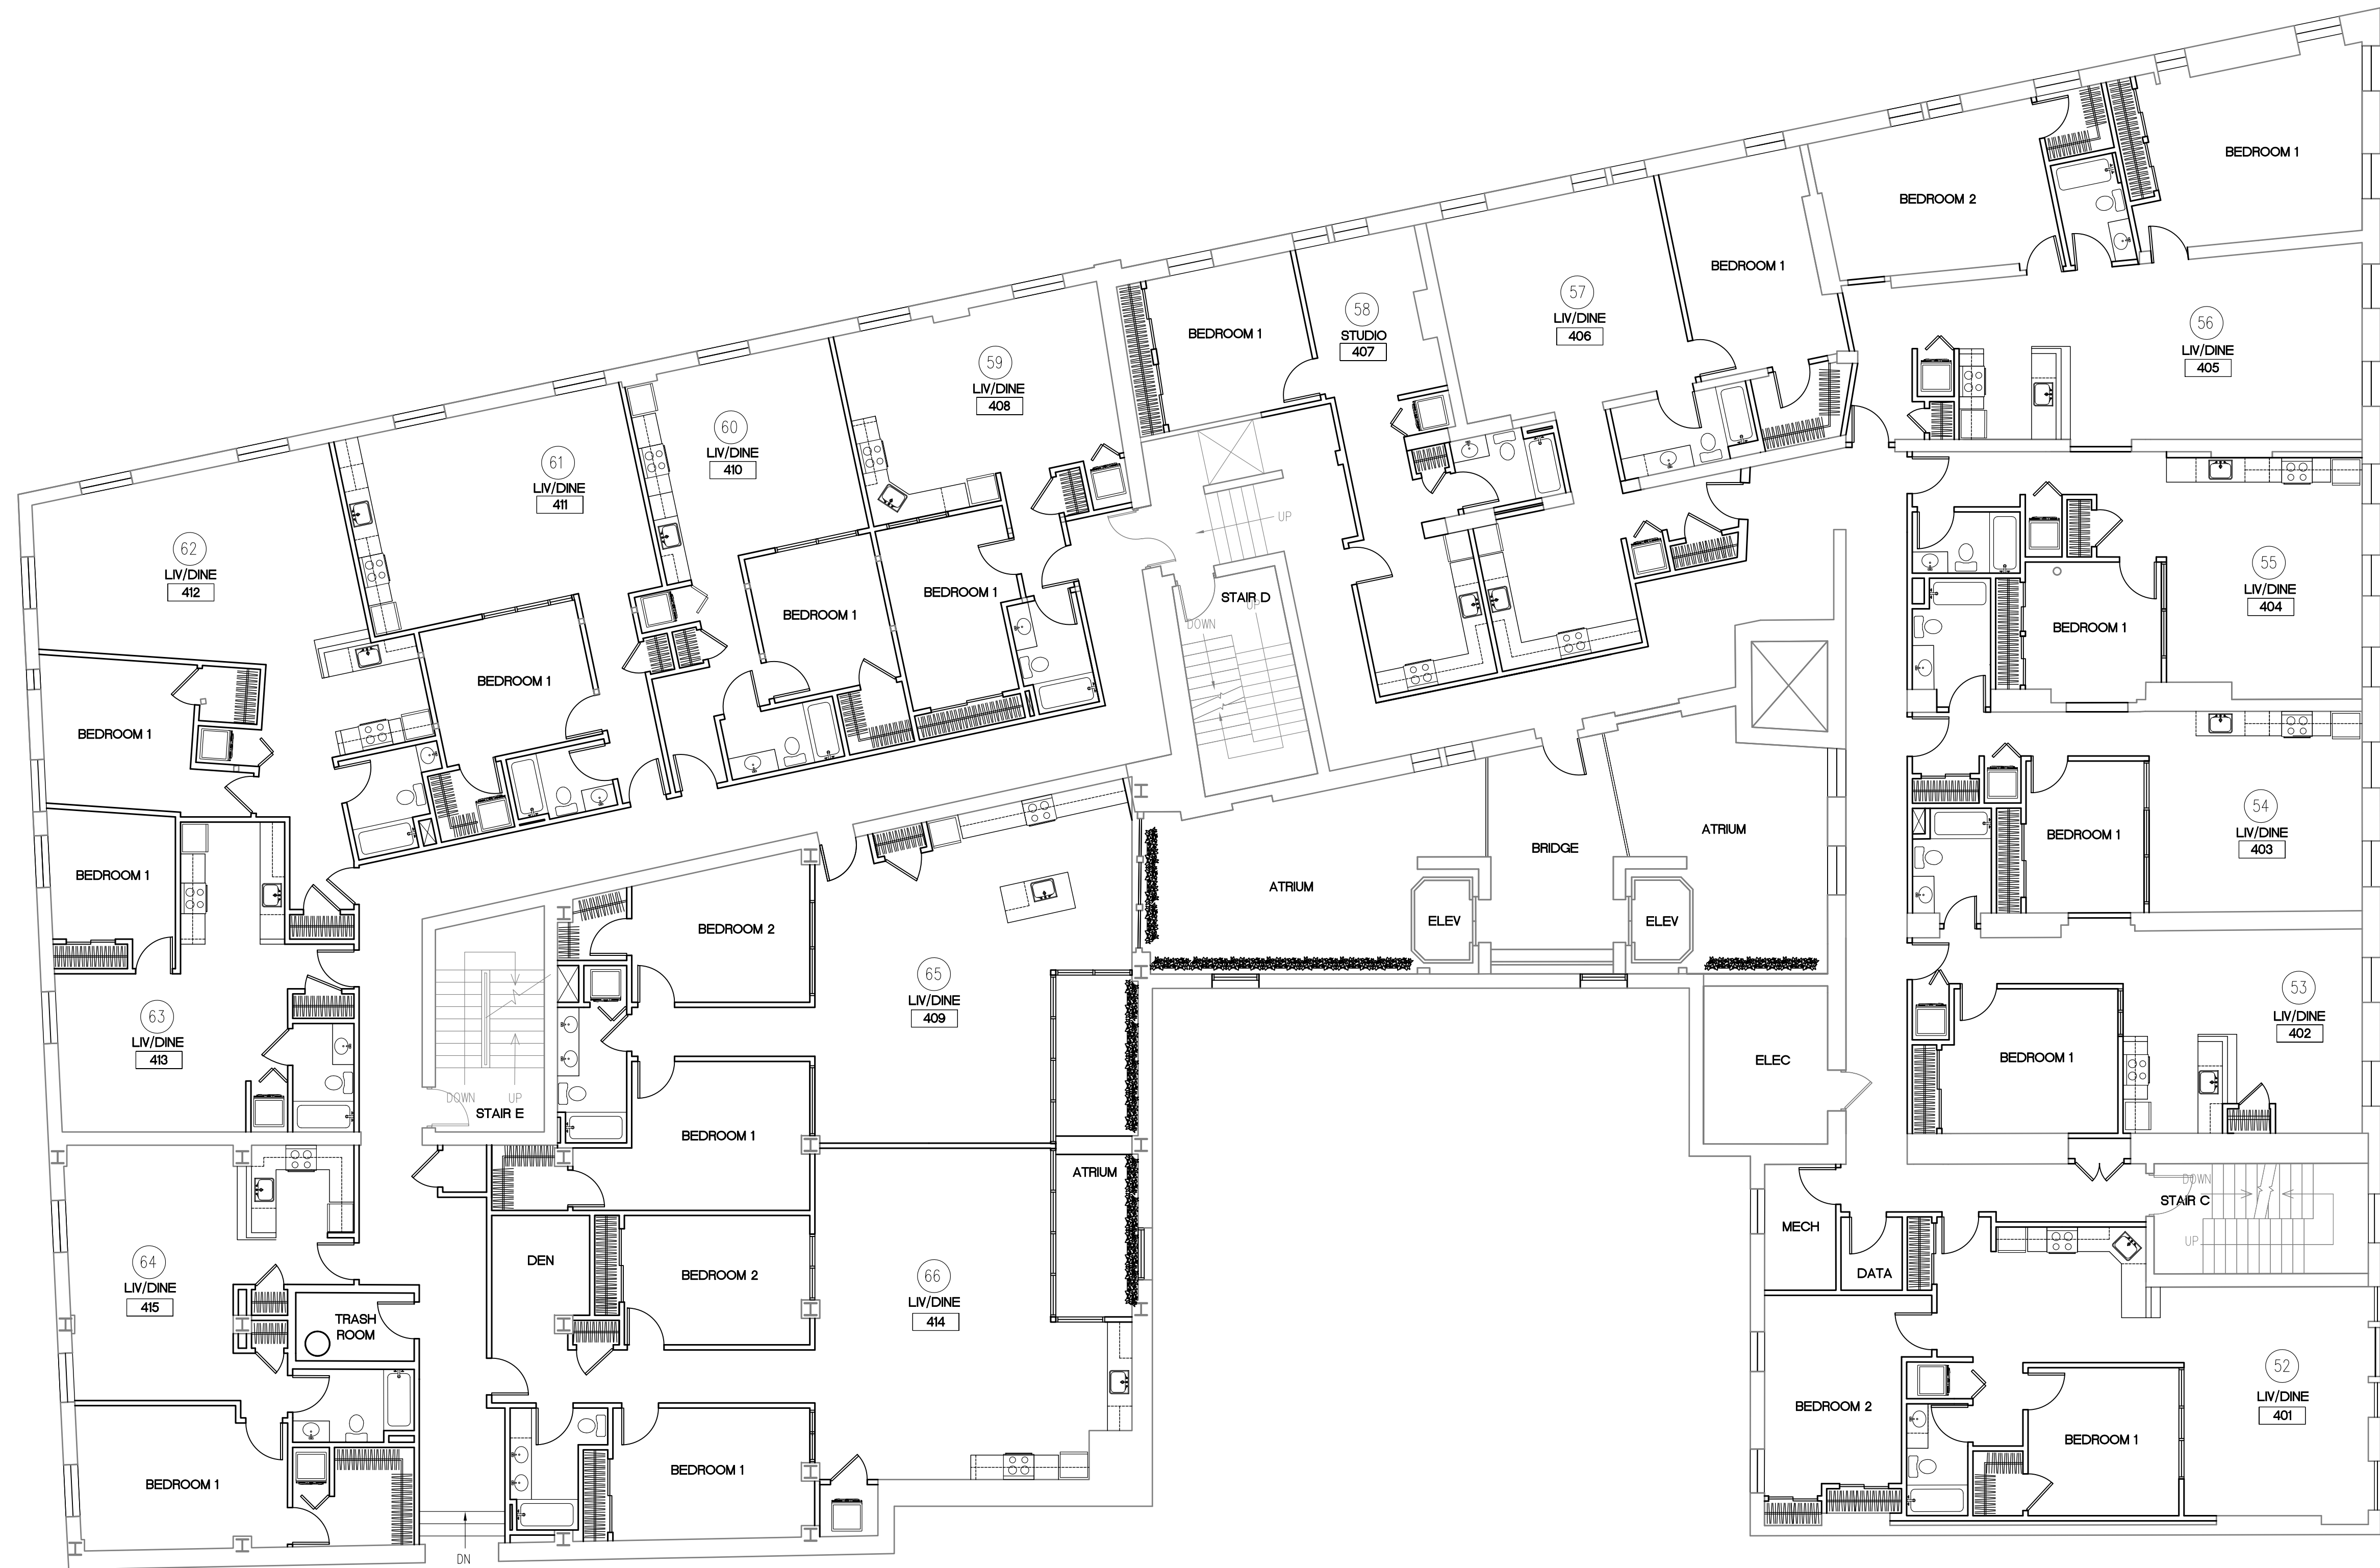 BEDROOM 1
BEDROOM 2
BEDROOM 1
56
LIV/DINE
405
57
LIV/DINE
406
58
STUDIO
407
BEDROOM 1
59
LIV/DINE
408
60
LIV/DINE
410
61
LIV/DINE
411
62
LIV/DINE
412
UP
STAIR D
UP
DOWN
BEDROOM 1
BEDROOM 1
BEDROOM 1
BEDROOM 1
55
LIV/DINE
404
BEDROOM 1
54
LIV/DINE
403
BEDROOM 1
ATRIUM
BRIDGE
ATRIUM
ELEV
ELEV
BEDROOM 1
BEDROOM 2
65
LIV/DINE
409
63
LIV/DINE
413
53
LIV/DINE
402
BEDROOM 1
ELEC
DOWN
UP
STAIR E
BEDROOM 1
ATRIUM
DOWN
STAIR C
UP
MECH
DATA
DEN
BEDROOM 2
66
LIV/DINE
414
64
LIV/DINE
415
TRASH
ROOM
52
LIV/DINE
401
BEDROOM 2
BEDROOM 1
BEDROOM 1
BEDROOM 1
DN